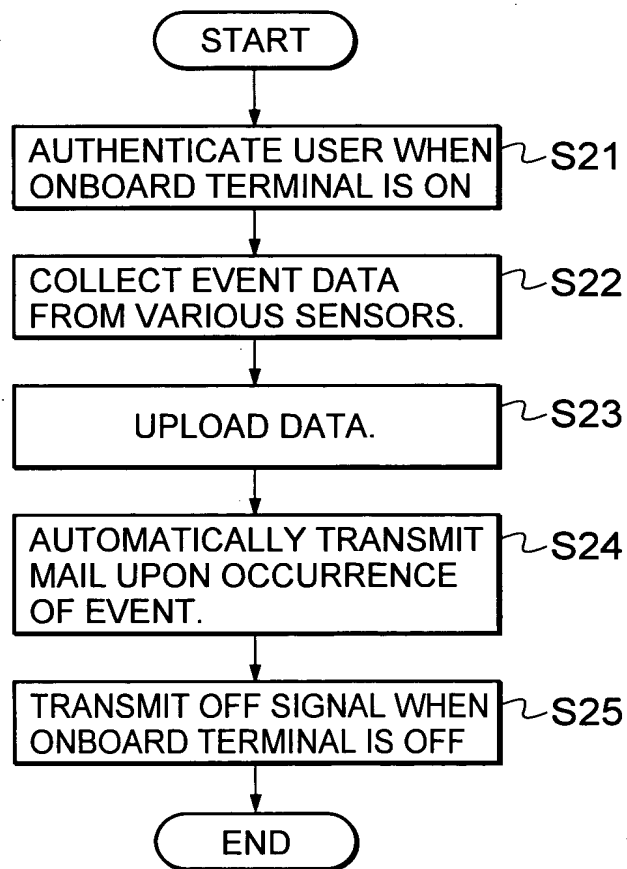 START
AUTHENTICATE USER WHEN
ONBOARD TERMINAL IS ON
S21
COLLECT EVENT DATA
FROM VARIOUS SENSORS.
S22
UPLOAD DATA.
S23
AUTOMATICALLY TRANSMIT
MAIL UPON OCCURRENCE
OF EVENT.
S24
TRANSMIT OFF SIGNAL WHEN
ONBOARD TERMINAL IS OFF
S25
END